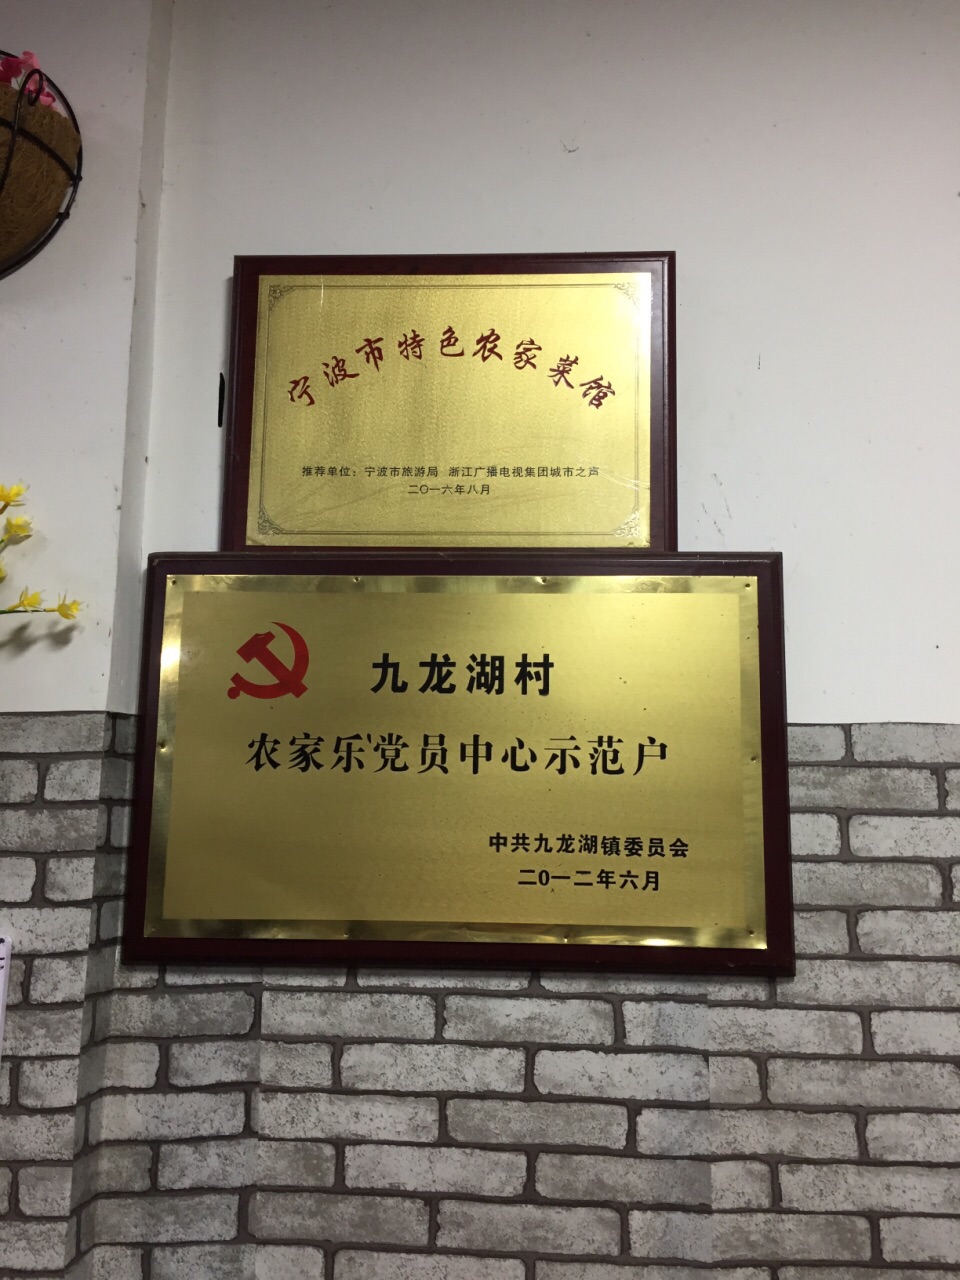 宁波市特色农家菜馆
推荐单位：宁波市旅游局 浙江广播电视集团城市之声
二〇一六年八月
九龙湖村
农家乐党员中心示范户
中共九龙湖镇委员会
二0一二年六月